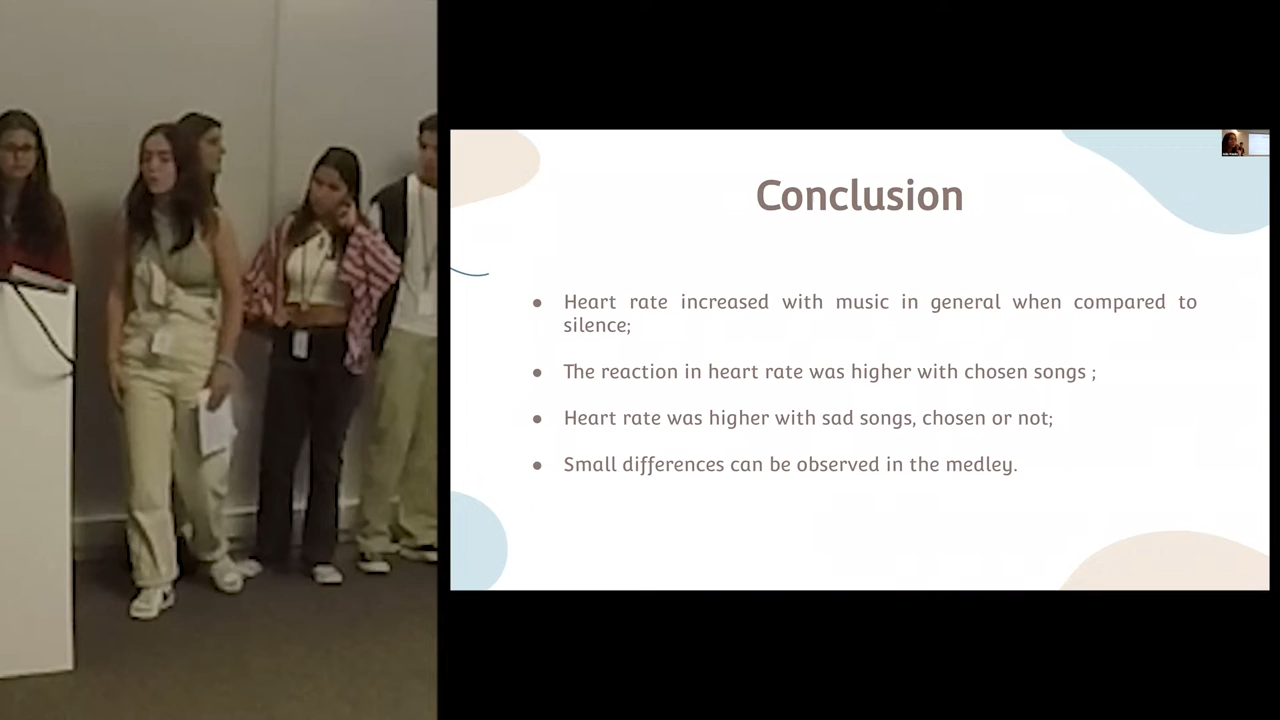 Conclusion
● Heart rate increased with music in general when compared to
silence;
● The reaction in heart rate was higher with chosen songs ;
● Heart rate was higher with sad songs, chosen or not;
● Small differences can be observed in the medley.